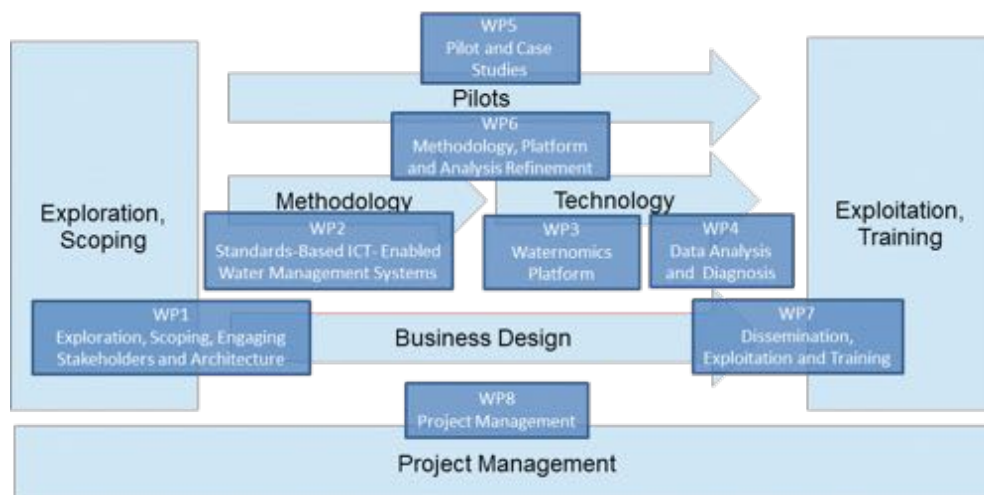 WP5
Pilot and Case
Studies
Pilots
WP6
Methodology, Platform
and Analysis Refinement
Methodology
Technology
Exploration,
Scoping
Exploitation,
Training
WP2
Standards-Based ICT- Enabled
Water Management Systems
WP3
Waternomics
Platform
WP4
Data Analysis
and Diagnosis
WP1
Exploration, Scoping, Engaging
Stakeholders and Architecture
Business Design
WP7
Dissemination,
Exploitation and Training
WP8
Project Management
Project Management